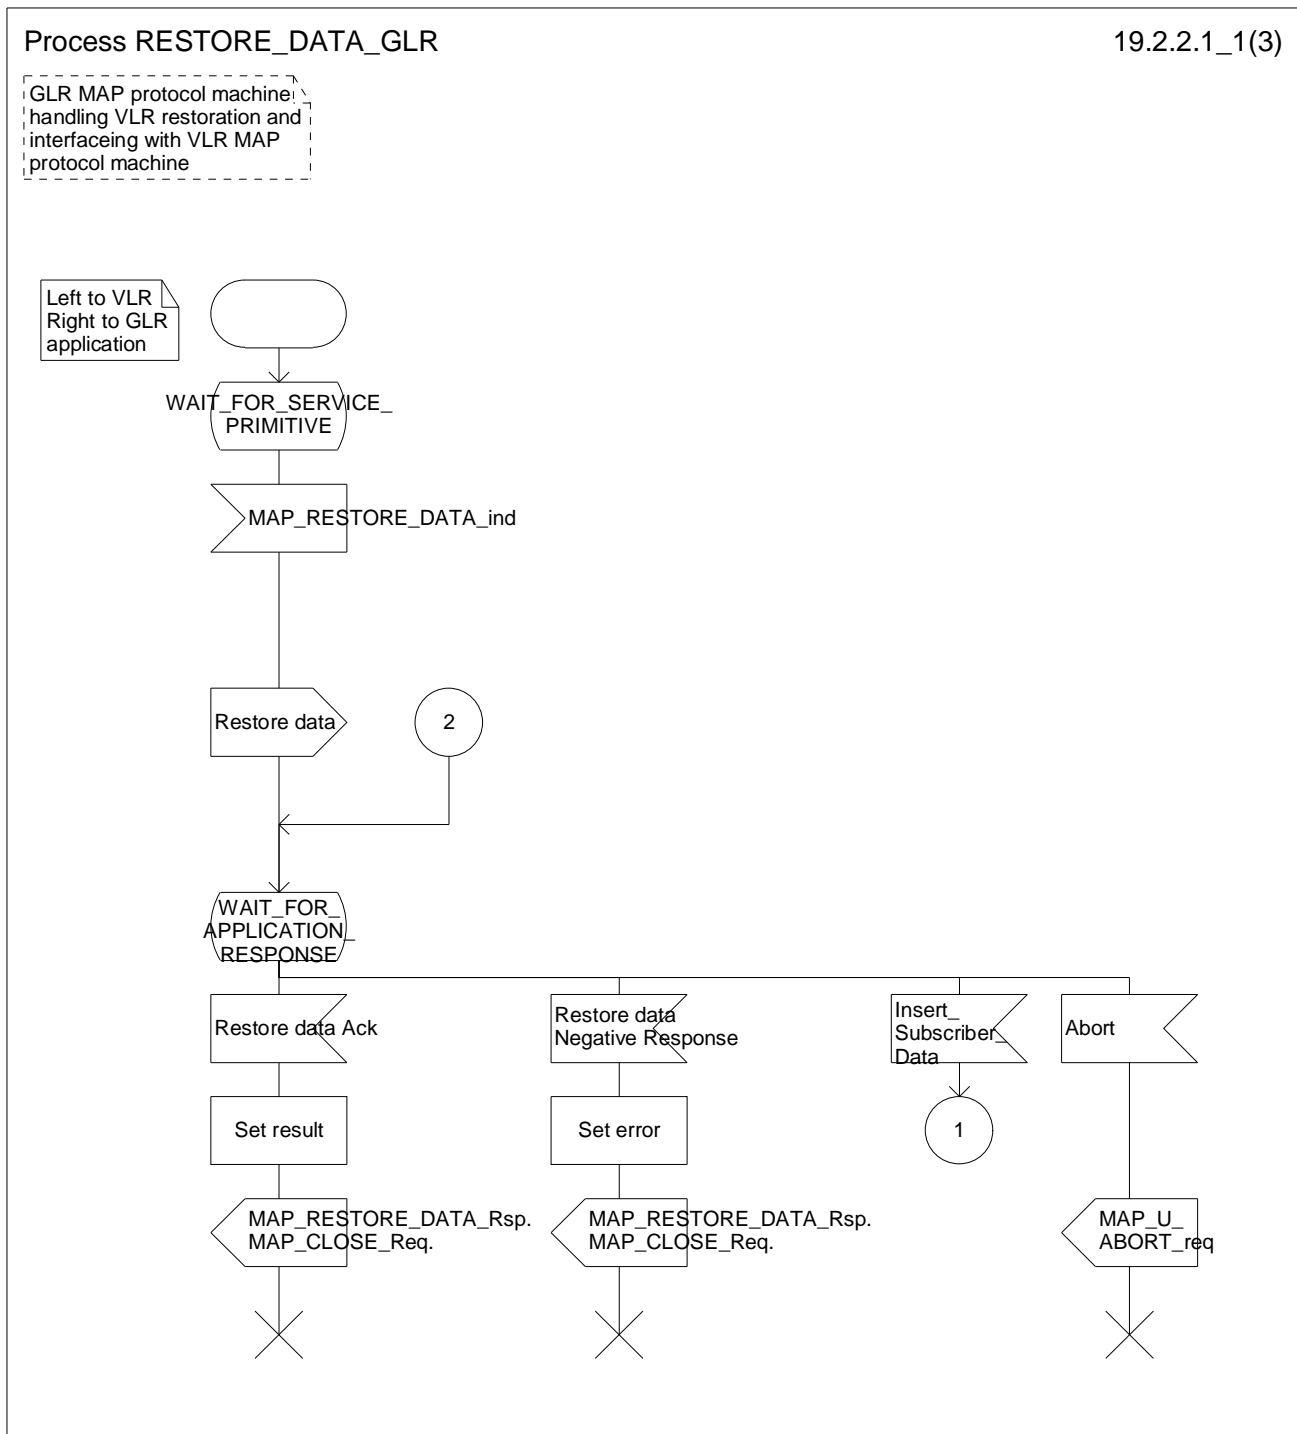 Process RESTORE_DATA_GLR
19.2.2.1_1(3)
GLR MAP protocol machine
handling VLR restoration and
interfaceing with VLR MAP
protocol machine
Left to VLR
Right to GLR
application
WAIT_FOR_SERVICE_
PRIMITIVE
MAP_RESTORE_DATA_ind
Restore data
2
WAIT_FOR_
APPLICATION_
RESPONSE
Restore data Ack
Restore data
Negative Response
Insert_
Subscriber_
Data
Abort
Set result
Set error
1
MAP_RESTORE_DATA_Rsp.
MAP_CLOSE_Req.
MAP_RESTORE_DATA_Rsp.
MAP_CLOSE_Req.
MAP_U_
ABORT_req